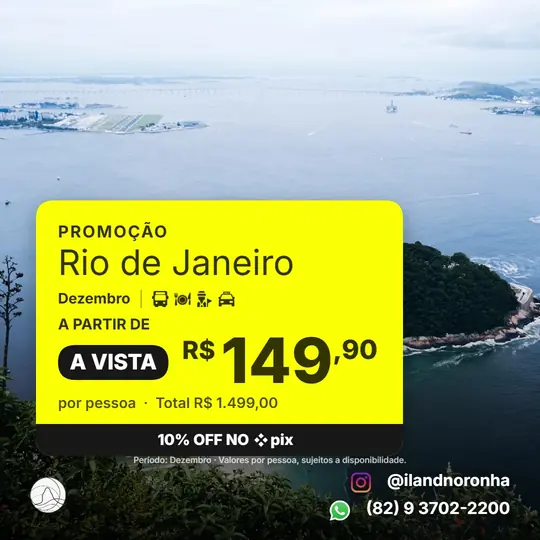 PROMOÇÃO
Rio de Janeiro
Dezembro
A PARTIR DE
A VISTA R$ 149,90
por pessoa · Total R$ 1.499,00
10% OFF NO pix
Período: Dezembro · Valores por pessoa, sujeitos a disponibilidade.
@ilandnoronha
(82) 9 3702-2200